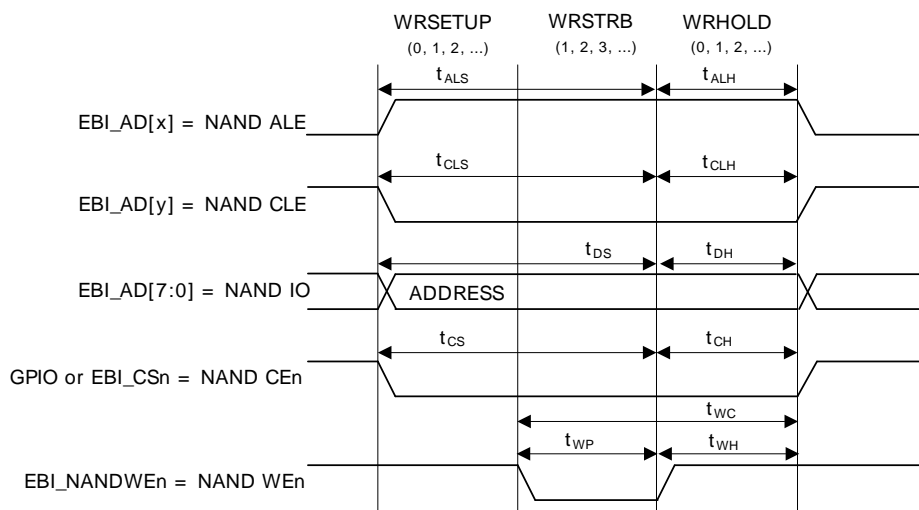 WRSETUP WRSTRB WRHOLD
(0, 1, 2, ...) (1, 2, 3, ...) (0, 1, 2, ...)
tALS tALH
EBI_AD[x] = NAND ALE
tCLS tCLH
EBI_AD[y] = NAND CLE
tDS tDH
EBI_AD[7:0] = NAND IO ADDRESS
tCS tCH
GPIO or EBI_CSn = NAND CEn
tWC
tWP tWH
EBI_NANDWEn = NAND WEn